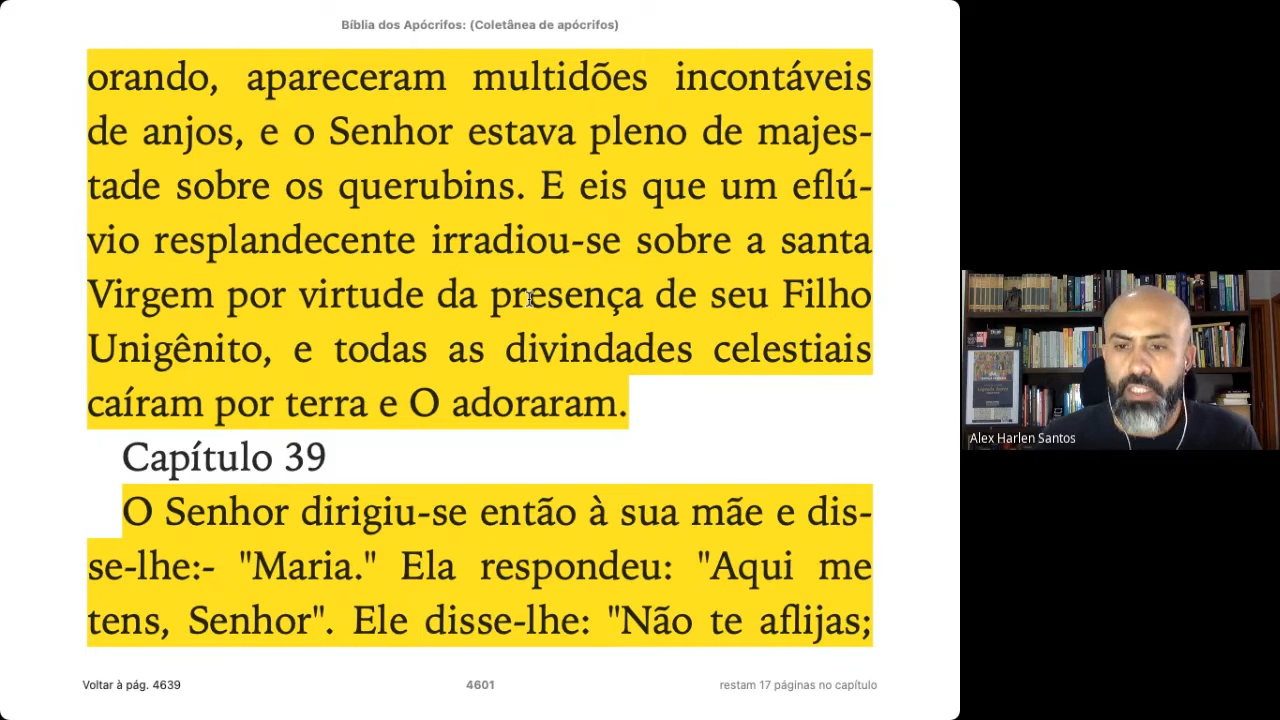 Bíblia dos Apócrifos: (Coletânea de apócrifos)
orando, apareceram multidões incontáveis
de anjos, e o Senhor estava pleno de majes-
tade sobre os querubins. E eis que um eflú-
vio resplandecente irradiou-se sobre a santa
Virgem por virtude da presença de seu Filho
Unigênito, e todas as divindades celestiais
caíram por terra e O adoraram.
Capítulo 39
O Senhor dirigiu-se então à sua mãe e dis-
se-lhe:- "Maria." Ela respondeu: "Aqui me
tens, Senhor". Ele disse-lhe: "Não te aflijas;
Voltar à pág. 4639
4601
restam 17 páginas no capítulo
Alex Harlen Santos